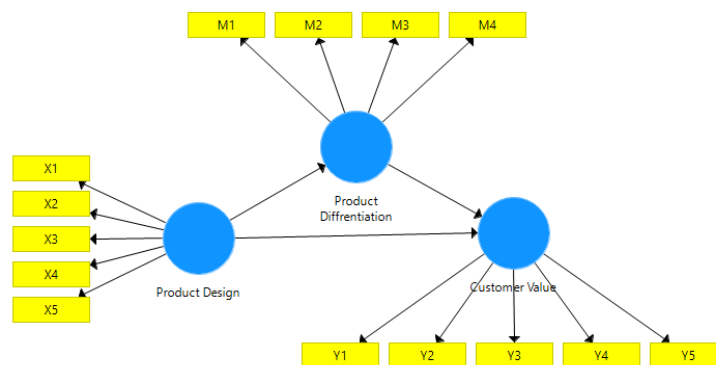 M1 M2 M3 M4
Product
Diffrentiation
X1
X2
X3
X4
X5
Product Design
Customer Value
Y1 Y2 Y3 Y4 Y5